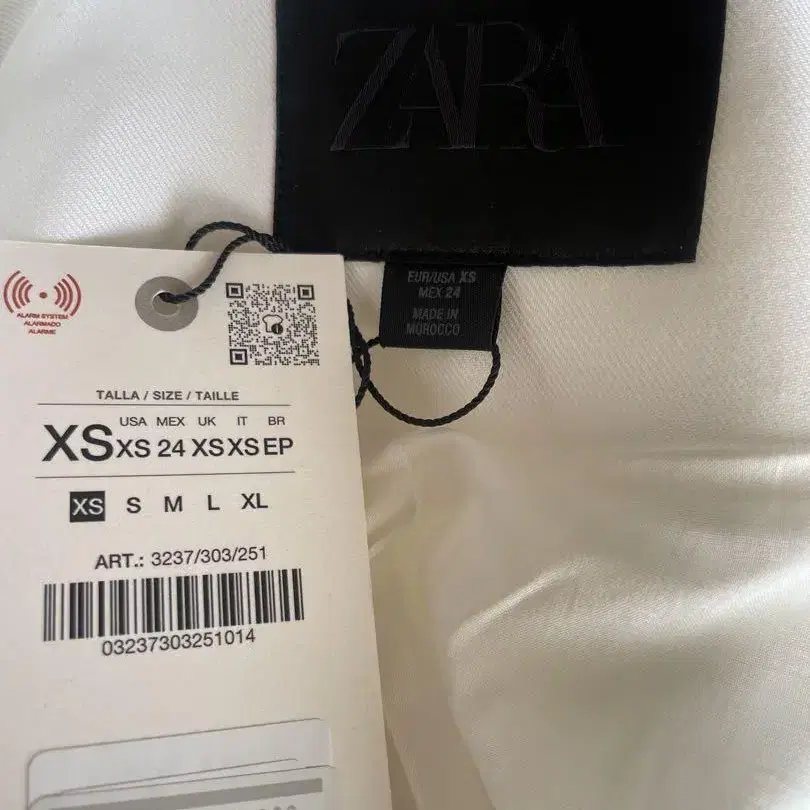 ZARA
EUR/USA XS
MEX 24
MADE IN
MOROCCO
ALARM SYSTEM
ALARMADO
ALARME
TALLA / SIZE / TAILLE
USA MEX UK IT BR
XS XS 24 XS XS EP
XS S M L XL
ART.: 3237/303/251
03237303251014